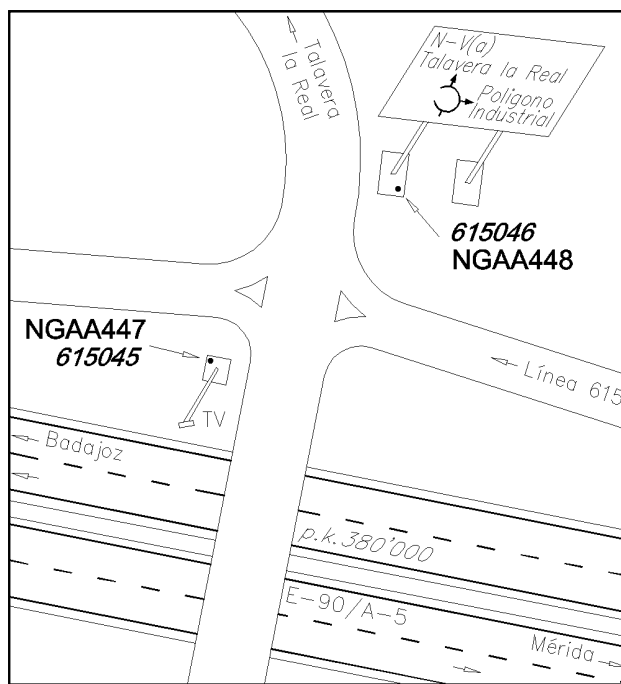 N-V(a)
Talavera la Real
Poligono
Industrial
Talavera
la Real
615046
NGAA448
NGAA447
615045
Línea 615
TV
Badajoz
p.k.380'000
E-90/A-5
Mérida